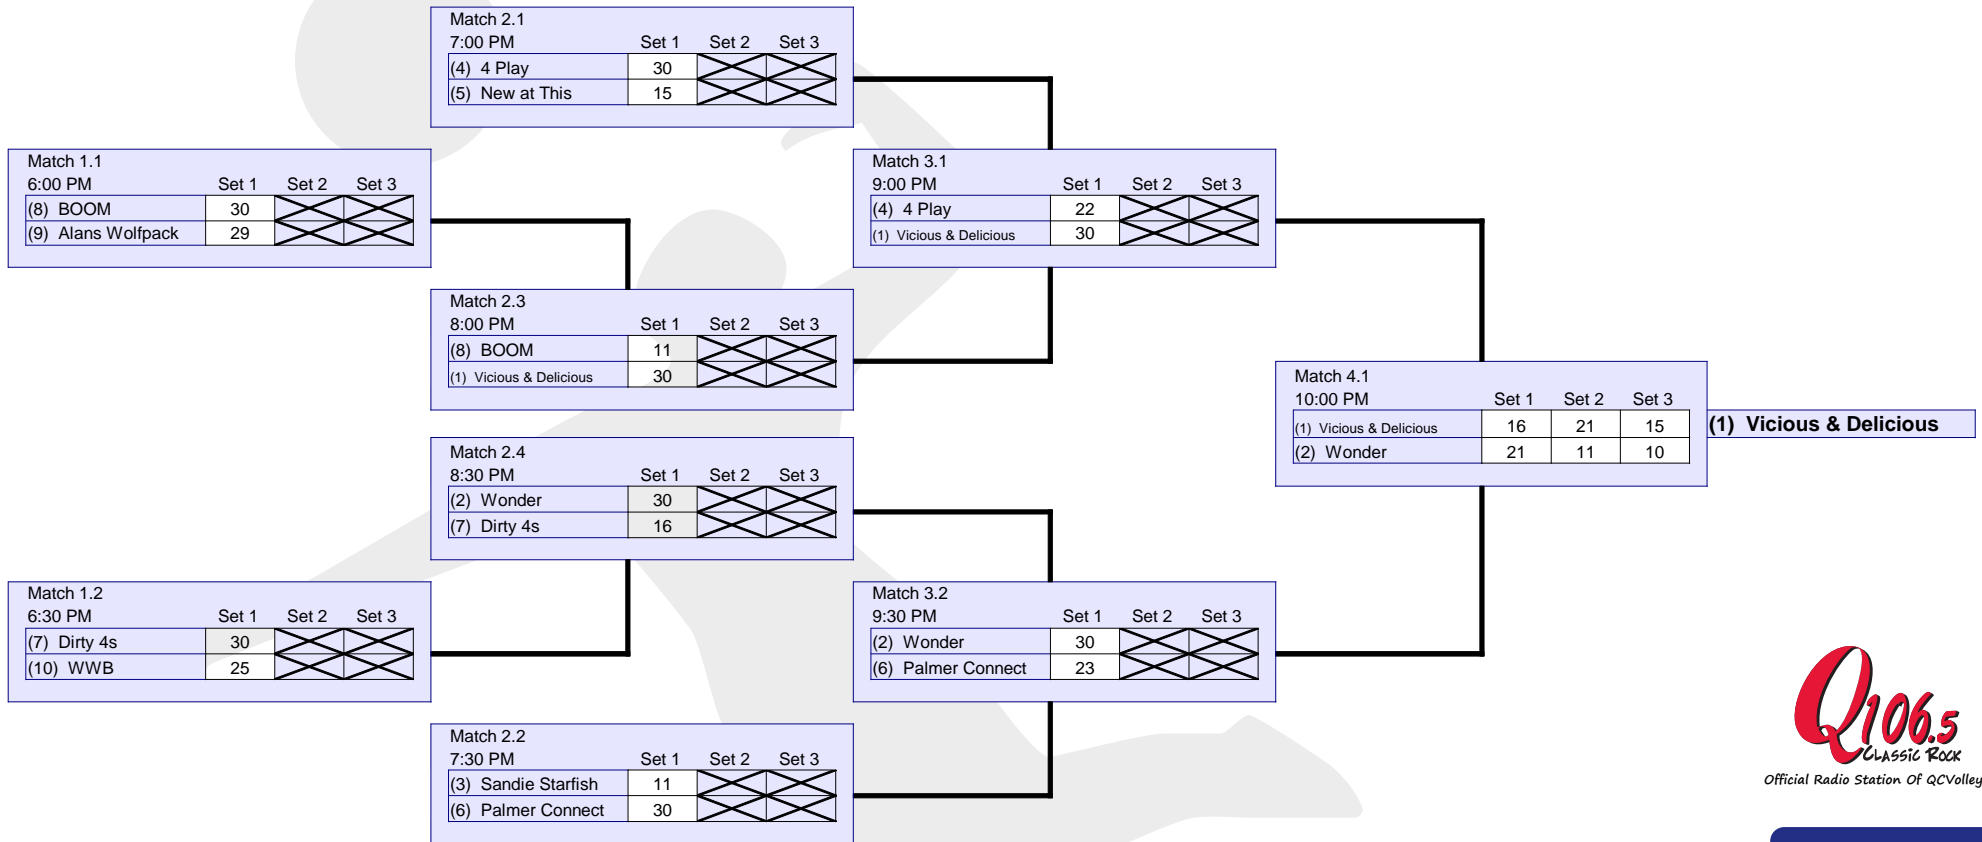 Match 2.1
7:00 PM Set 1 Set 2 Set 3
(4) 4 Play 30
(5) New at This 15
Match 1.1
6:00 PM Set 1 Set 2 Set 3
(8) BOOM 30
(9) Alans Wolfpack 29
Match 3.1
9:00 PM Set 1 Set 2 Set 3
(4) 4 Play 22
(1) Vicious & Delicious 30
Match 2.3
8:00 PM Set 1 Set 2 Set 3
(8) BOOM 11
(1) Vicious & Delicious 30
Match 4.1
10:00 PM Set 1 Set 2 Set 3
(1) Vicious & Delicious 16 21 15
(2) Wonder 21 11 10
(1) Vicious & Delicious
Match 2.4
8:30 PM Set 1 Set 2 Set 3
(2) Wonder 30
(7) Dirty 4s 16
Match 1.2
6:30 PM Set 1 Set 2 Set 3
(7) Dirty 4s 30
(10) WWB 25
Match 3.2
9:30 PM Set 1 Set 2 Set 3
(2) Wonder 30
(6) Palmer Connect 23
Match 2.2
7:30 PM Set 1 Set 2 Set 3
(3) Sandie Starfish 11
(6) Palmer Connect 30
Q106.5
CLASSIC ROCK
Official Radio Station Of QCVolley